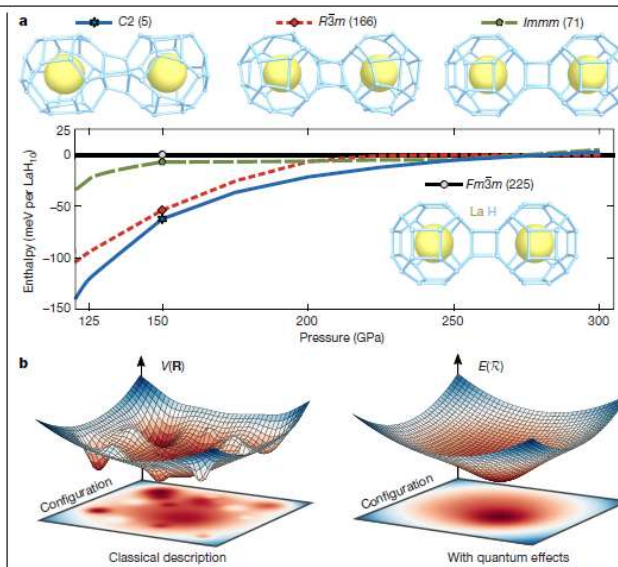 a
C2 (5)
R3̅m (166)
Immm (71)
25
0
−50
−100
−150
Enthalpy (meV per LaH₁₀)
Fm3̅m (225)
La H
125
150
200
250
300
Pressure (GPa)
b
V(R)
E(ℛ)
Configuration
Configuration
Classical description
With quantum effects